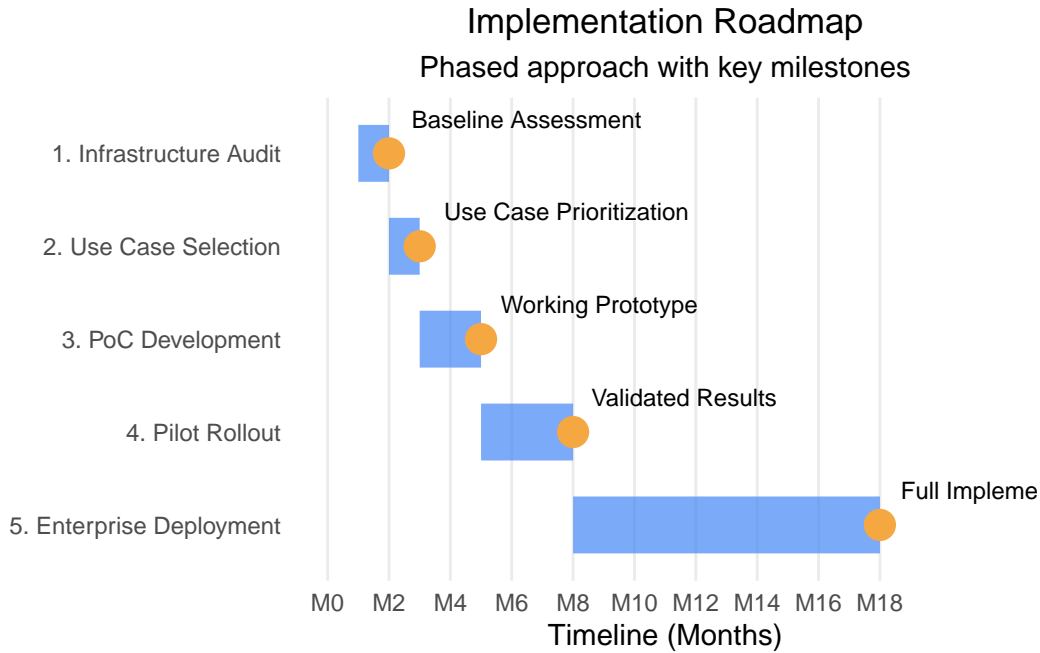 Implementation Roadmap
Phased approach with key milestones
Baseline Assessment
1. Infrastructure Audit
Use Case Prioritization
2. Use Case Selection
Working Prototype
3. PoC Development
Validated Results
4. Pilot Rollout
Full Impleme
5. Enterprise Deployment
M0 M2 M4 M6 M8 M10 M12 M14 M16 M18
Timeline (Months)